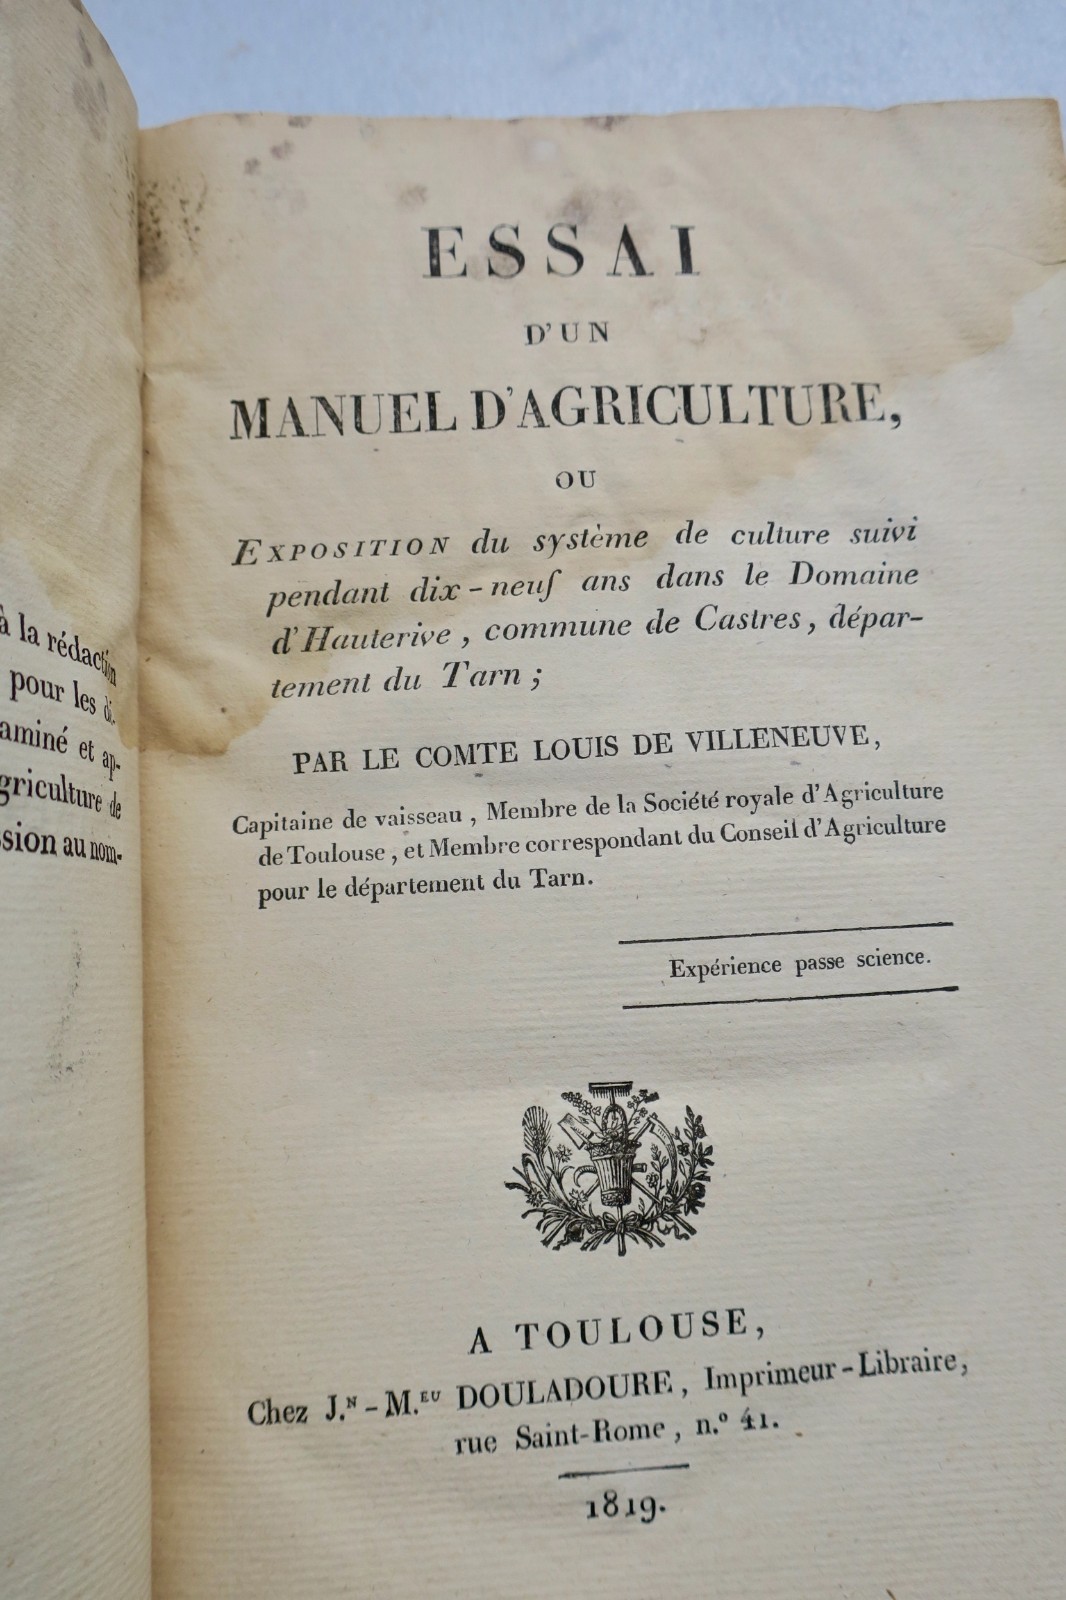 à la rédaction
pour les di-
aminé et ap-
griculture de
sion au nom-
ESSAI
D'UN
MANUEL D'AGRICULTURE,
OU
EXPOSITION du système de culture suivi
pendant dix-neuf ans dans le Domaine
d'Hauterive, commune de Castres, dépar-
tement du Tarn;
PAR LE COMTE LOUIS DE VILLENEUVE,
Capitaine de vaisseau, Membre de la Société royale d'Agriculture
de Toulouse, et Membre correspondant du Conseil d'Agriculture
pour le département du Tarn.
Expérience passe science.
A TOULOUSE,
Chez J.N-M.EU DOULADOURE, Imprimeur-Libraire,
rue Saint-Rome, n.º 41.
1819.